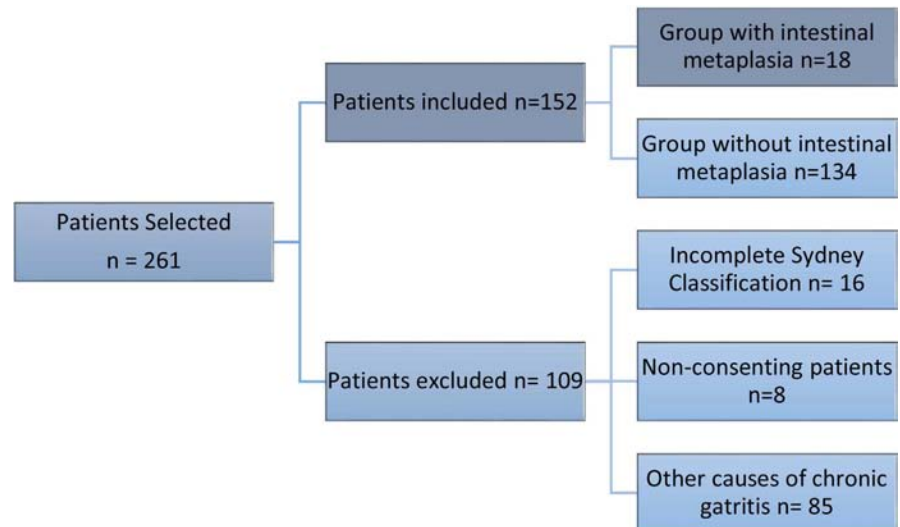 Patients Selected
n = 261
Patients included n=152
Group with intestinal
metaplasia n=18
Group without intestinal
metaplasia n=134
Patients excluded n= 109
Incomplete Sydney
Classification n= 16
Non-consenting patients
n=8
Other causes of chronic
gatritis n= 85